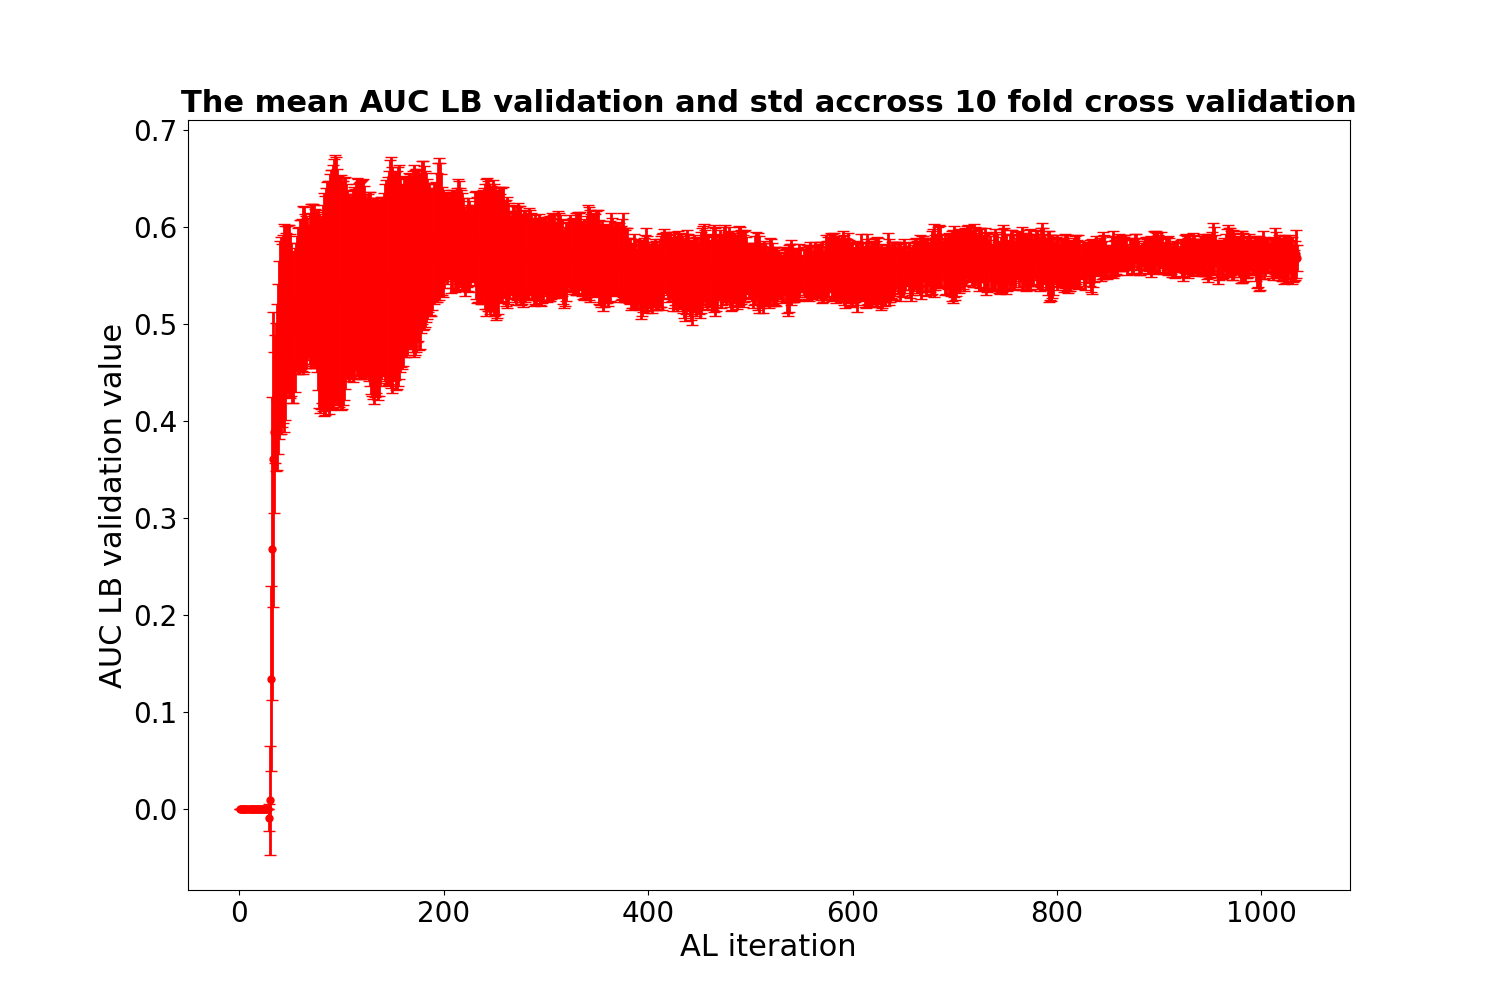 The mean AUC LB validation and std accross 10 fold cross validation
0.7
0.6
0.5
0.4
0.3
0.2
0.1
0.0
AUC LB validation value
0 200 400 600 800 1000
AL iteration